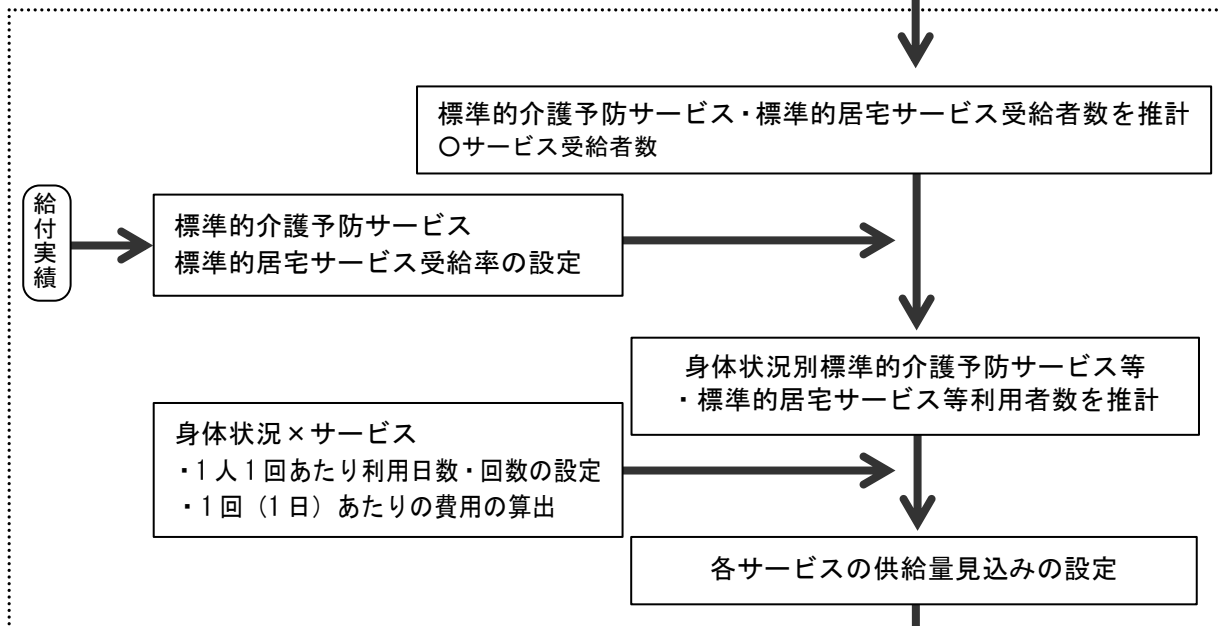 標準的介護予防サービス・標準的居宅サービス受給者数を推計
〇サービス受給者数
給付実績
標準的介護予防サービス
標準的居宅サービス受給率の設定
身体状況別標準的介護予防サービス等
・標準的居宅サービス等利用者数を推計
身体状況×サービス
・1人1回あたり利用日数・回数の設定
・1回（1日）あたりの費用の算出
各サービスの供給量見込みの設定